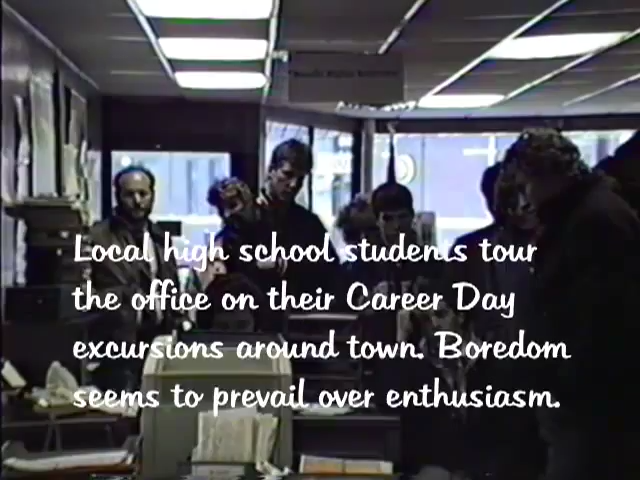 Local high school students tour
the office on their Career Day
excursions around town. Boredom
seems to prevail over enthusiasm.